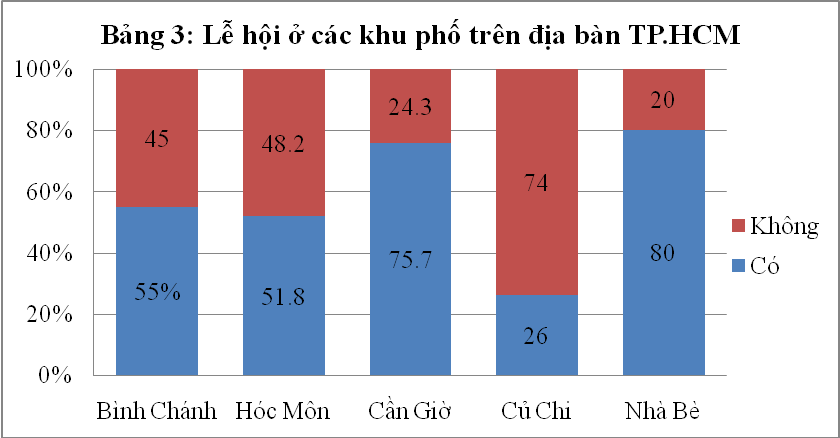 Bảng 3: Lễ hội ở các khu phố trên địa bàn TP.HCM
100%
80%
60%
40%
20%
0%
45 48.2 24.3 74 20
55% 51.8 75.7 26 80
Không
Có
Bình Chánh Hóc Môn Cần Giờ Củ Chi Nhà Bè